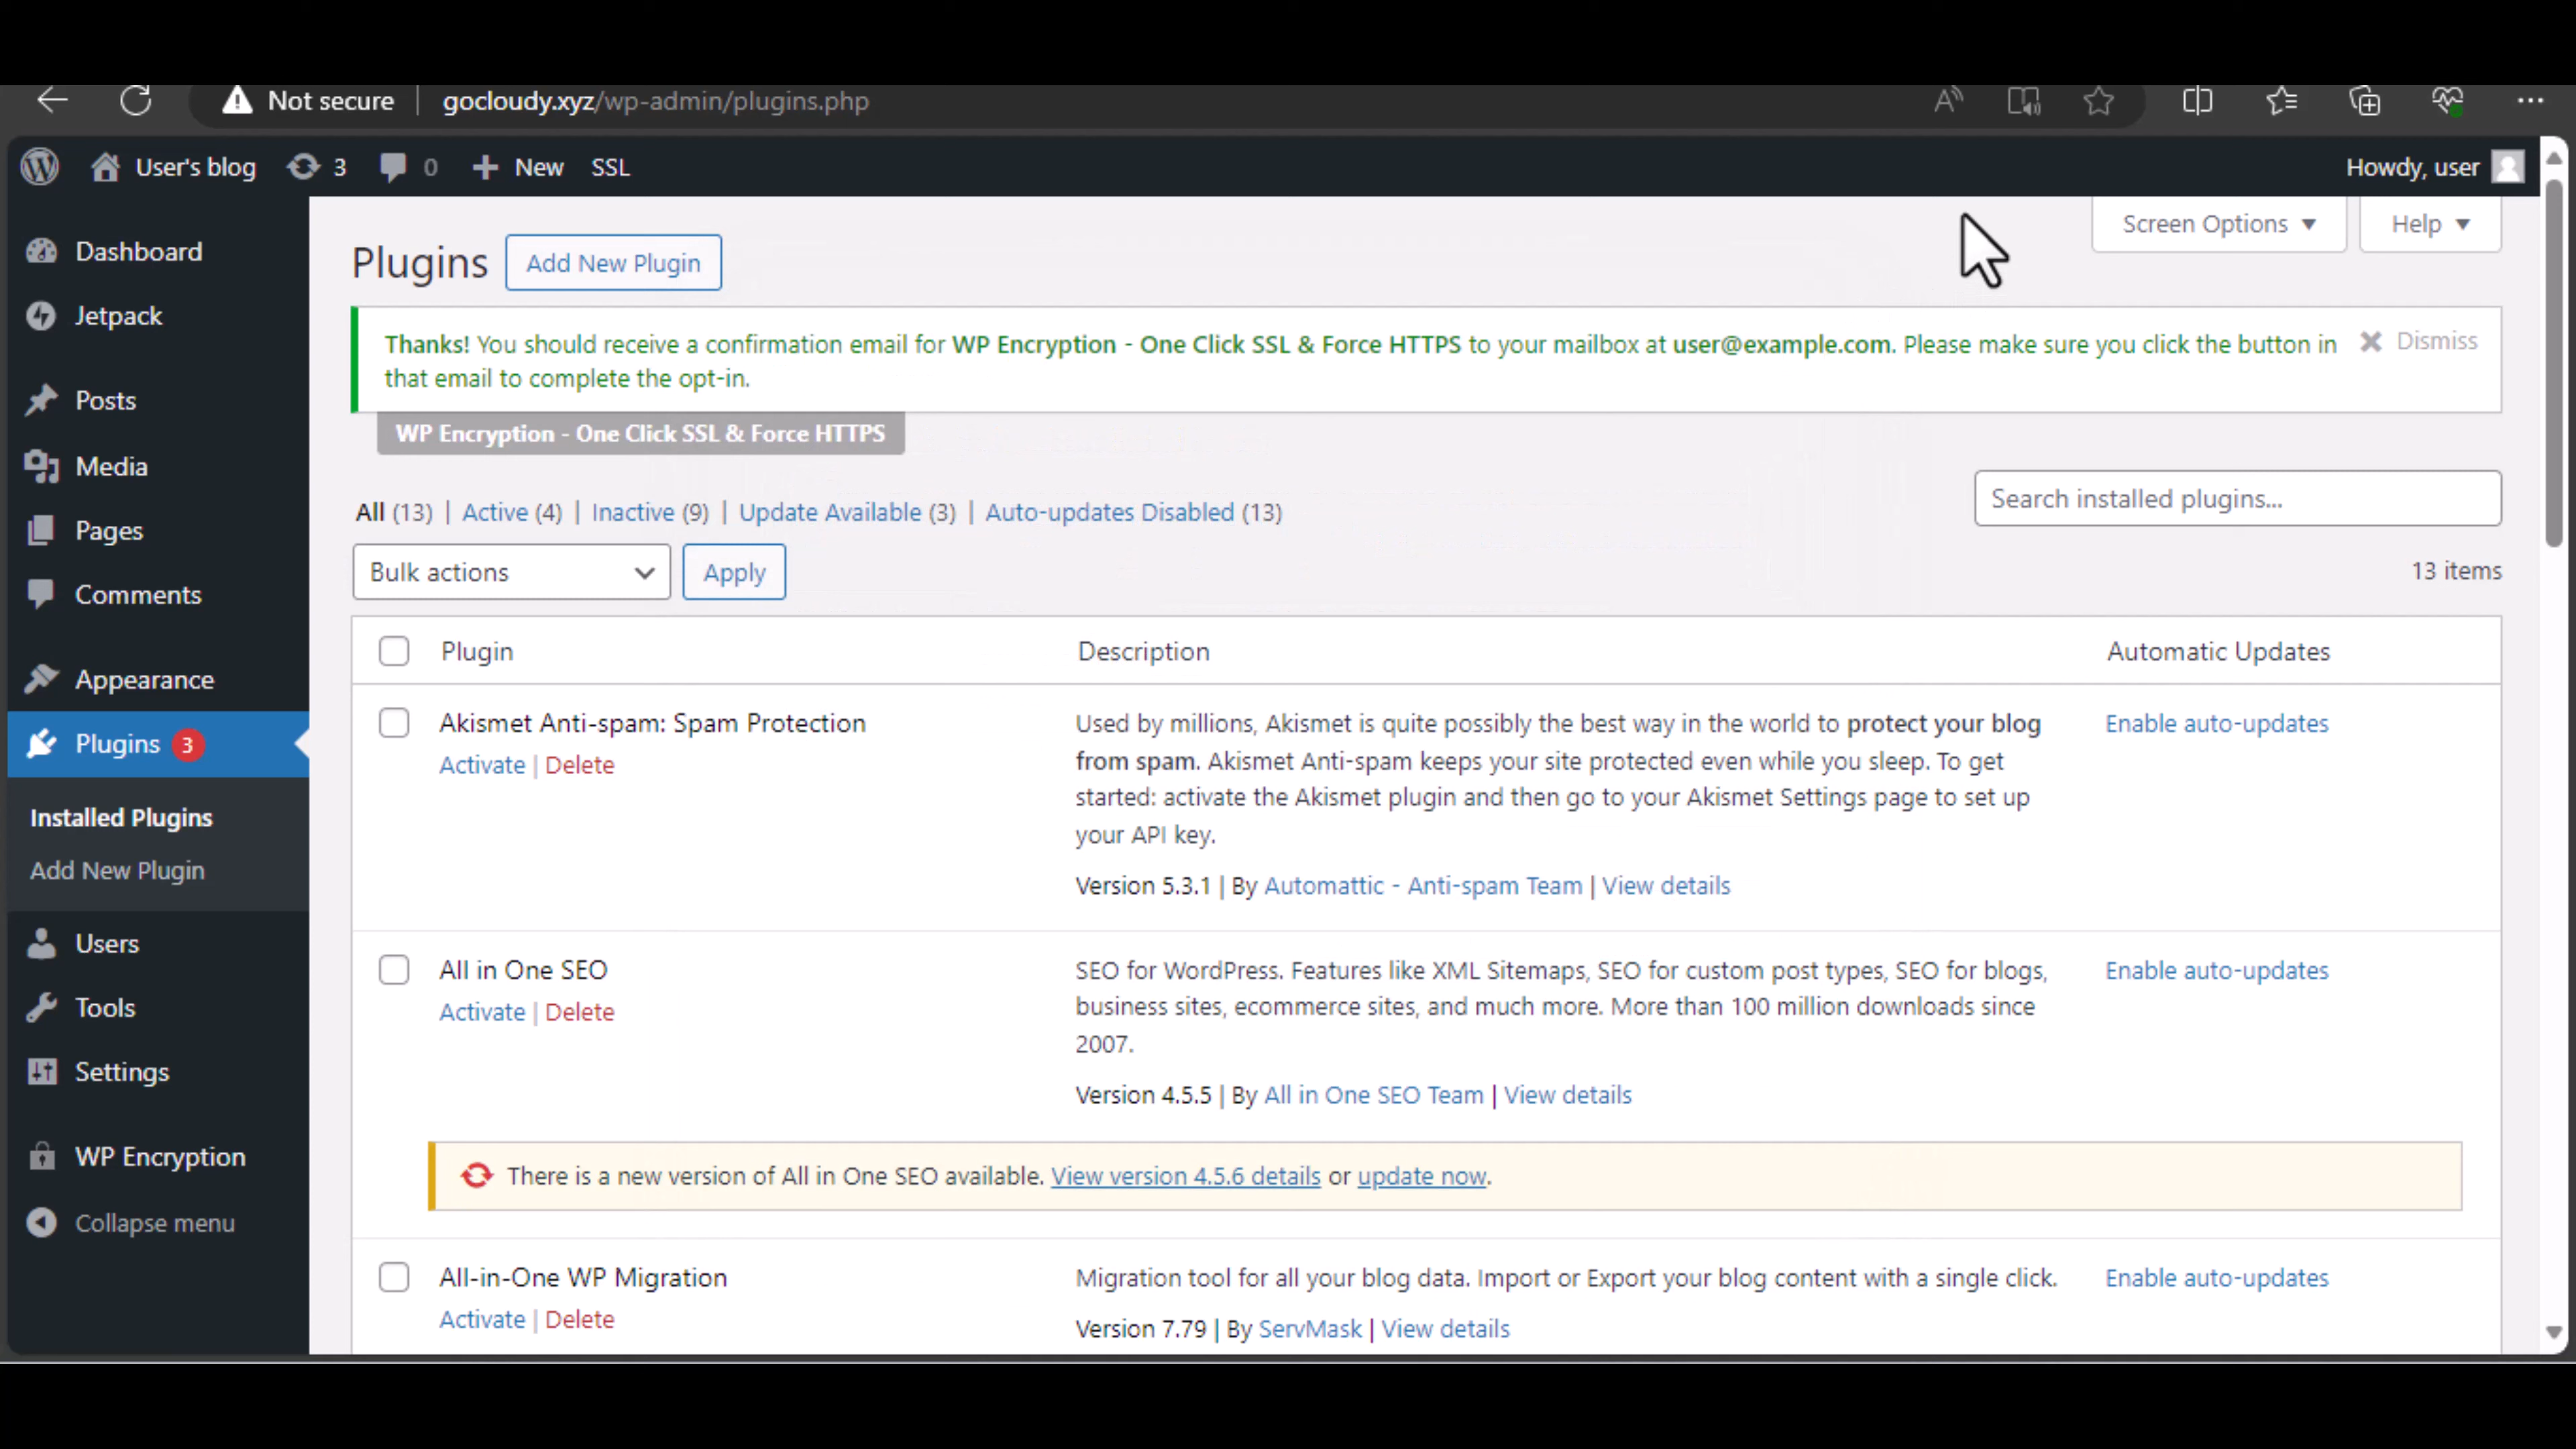 Not secure gocloudy.xyz/wp-admin/plugins.php
User's blog 3 0 New SSL Howdy, user
Screen Options Help
Dashboard
Jetpack
Posts
Media
Pages
Comments
Appearance
Plugins 3
Installed Plugins
Add New Plugin
Users
Tools
Settings
WP Encryption
Collapse menu
Plugins Add New Plugin
Thanks! You should receive a confirmation email for WP Encryption - One Click SSL & Force HTTPS to your mailbox at user@example.com. Please make sure you click the button in
that email to complete the opt-in.
Dismiss
WP Encryption - One Click SSL & Force HTTPS
All (13) | Active (4) | Inactive (9) | Update Available (3) | Auto-updates Disabled (13)
Search installed plugins...
Bulk actions Apply
13 items
Plugin Description Automatic Updates
Akismet Anti-spam: Spam Protection
Activate | Delete
Used by millions, Akismet is quite possibly the best way in the world to protect your blog
from spam. Akismet Anti-spam keeps your site protected even while you sleep. To get
started: activate the Akismet plugin and then go to your Akismet Settings page to set up
your API key.
Version 5.3.1 | By Automattic - Anti-spam Team | View details
Enable auto-updates
All in One SEO
Activate | Delete
SEO for WordPress. Features like XML Sitemaps, SEO for custom post types, SEO for blogs,
business sites, ecommerce sites, and much more. More than 100 million downloads since
2007.
Version 4.5.5 | By All in One SEO Team | View details
Enable auto-updates
There is a new version of All in One SEO available. View version 4.5.6 details or update now.
All-in-One WP Migration
Activate | Delete
Migration tool for all your blog data. Import or Export your blog content with a single click.
Version 7.79 | By ServMask | View details
Enable auto-updates